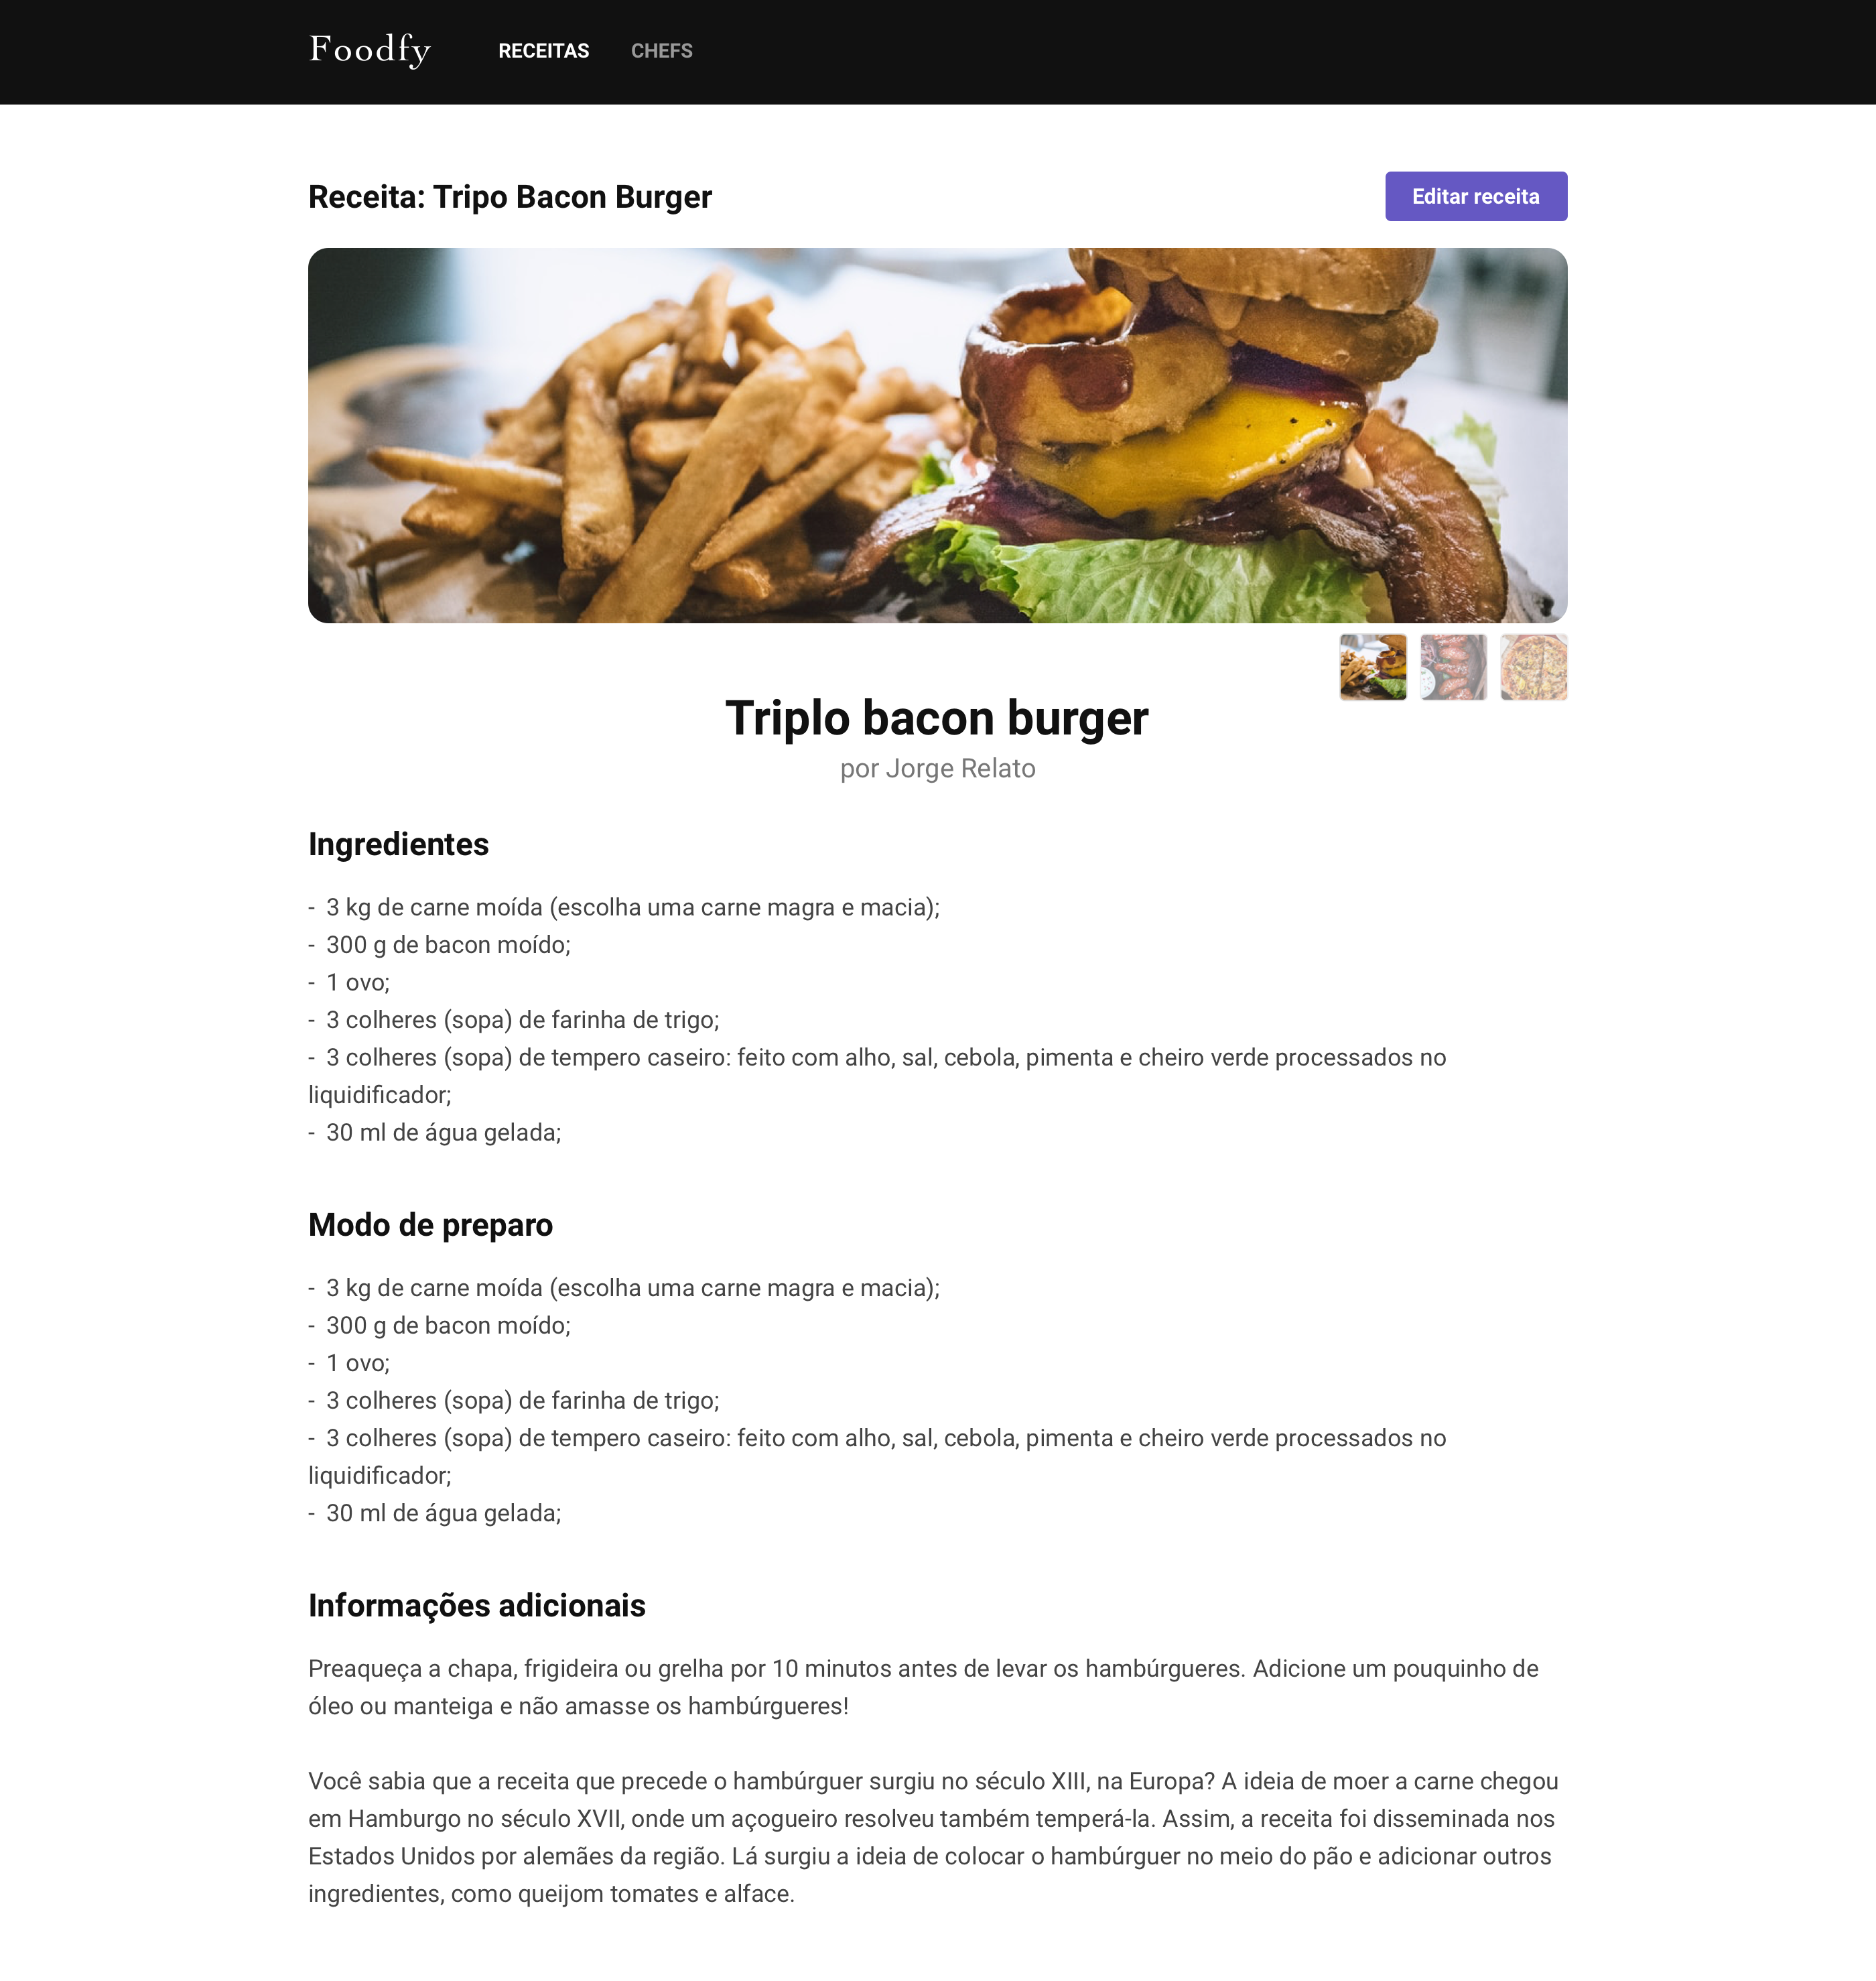 Foodfy RECEITAS CHEFS
Receita: Tripo Bacon Burger
Editar receita
Triplo bacon burger
por Jorge Relato
Ingredientes
- 3 kg de carne moída (escolha uma carne magra e macia);
- 300 g de bacon moído;
- 1 ovo;
- 3 colheres (sopa) de farinha de trigo;
- 3 colheres (sopa) de tempero caseiro: feito com alho, sal, cebola, pimenta e cheiro verde processados no
liquidificador;
- 30 ml de água gelada;
Modo de preparo
- 3 kg de carne moída (escolha uma carne magra e macia);
- 300 g de bacon moído;
- 1 ovo;
- 3 colheres (sopa) de farinha de trigo;
- 3 colheres (sopa) de tempero caseiro: feito com alho, sal, cebola, pimenta e cheiro verde processados no
liquidificador;
- 30 ml de água gelada;
Informações adicionais
Preaqueça a chapa, frigideira ou grelha por 10 minutos antes de levar os hambúrgueres. Adicione um pouquinho de
óleo ou manteiga e não amasse os hambúrgueres!
Você sabia que a receita que precede o hambúrguer surgiu no século XIII, na Europa? A ideia de moer a carne chegou
em Hamburgo no século XVII, onde um açogueiro resolveu também temperá-la. Assim, a receita foi disseminada nos
Estados Unidos por alemães da região. Lá surgiu a ideia de colocar o hambúrguer no meio do pão e adicionar outros
ingredientes, como queijom tomates e alface.